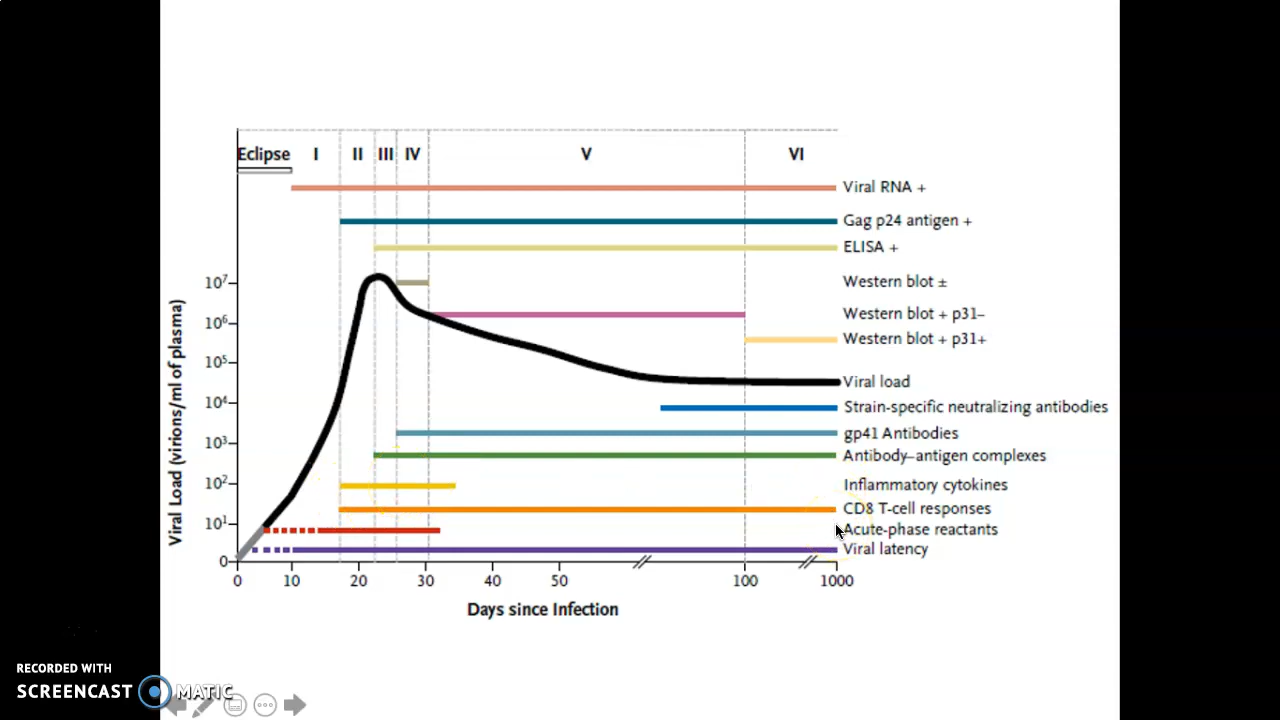 Eclipse I II III IV V VI
Viral RNA +
Gag p24 antigen +
ELISA +
Western blot ±
Western blot + p31–
Western blot + p31+
Viral load
Strain-specific neutralizing antibodies
gp41 Antibodies
Antibody–antigen complexes
Inflammatory cytokines
CD8 T-cell responses
Acute-phase reactants
Viral latency
Viral Load (virions/ml of plasma)
10⁷
10⁶
10⁵
10⁴
10³
10²
10¹
0
0 10 20 30 40 50 100 1000
Days since Infection
RECORDED WITH
SCREENCAST MATIC